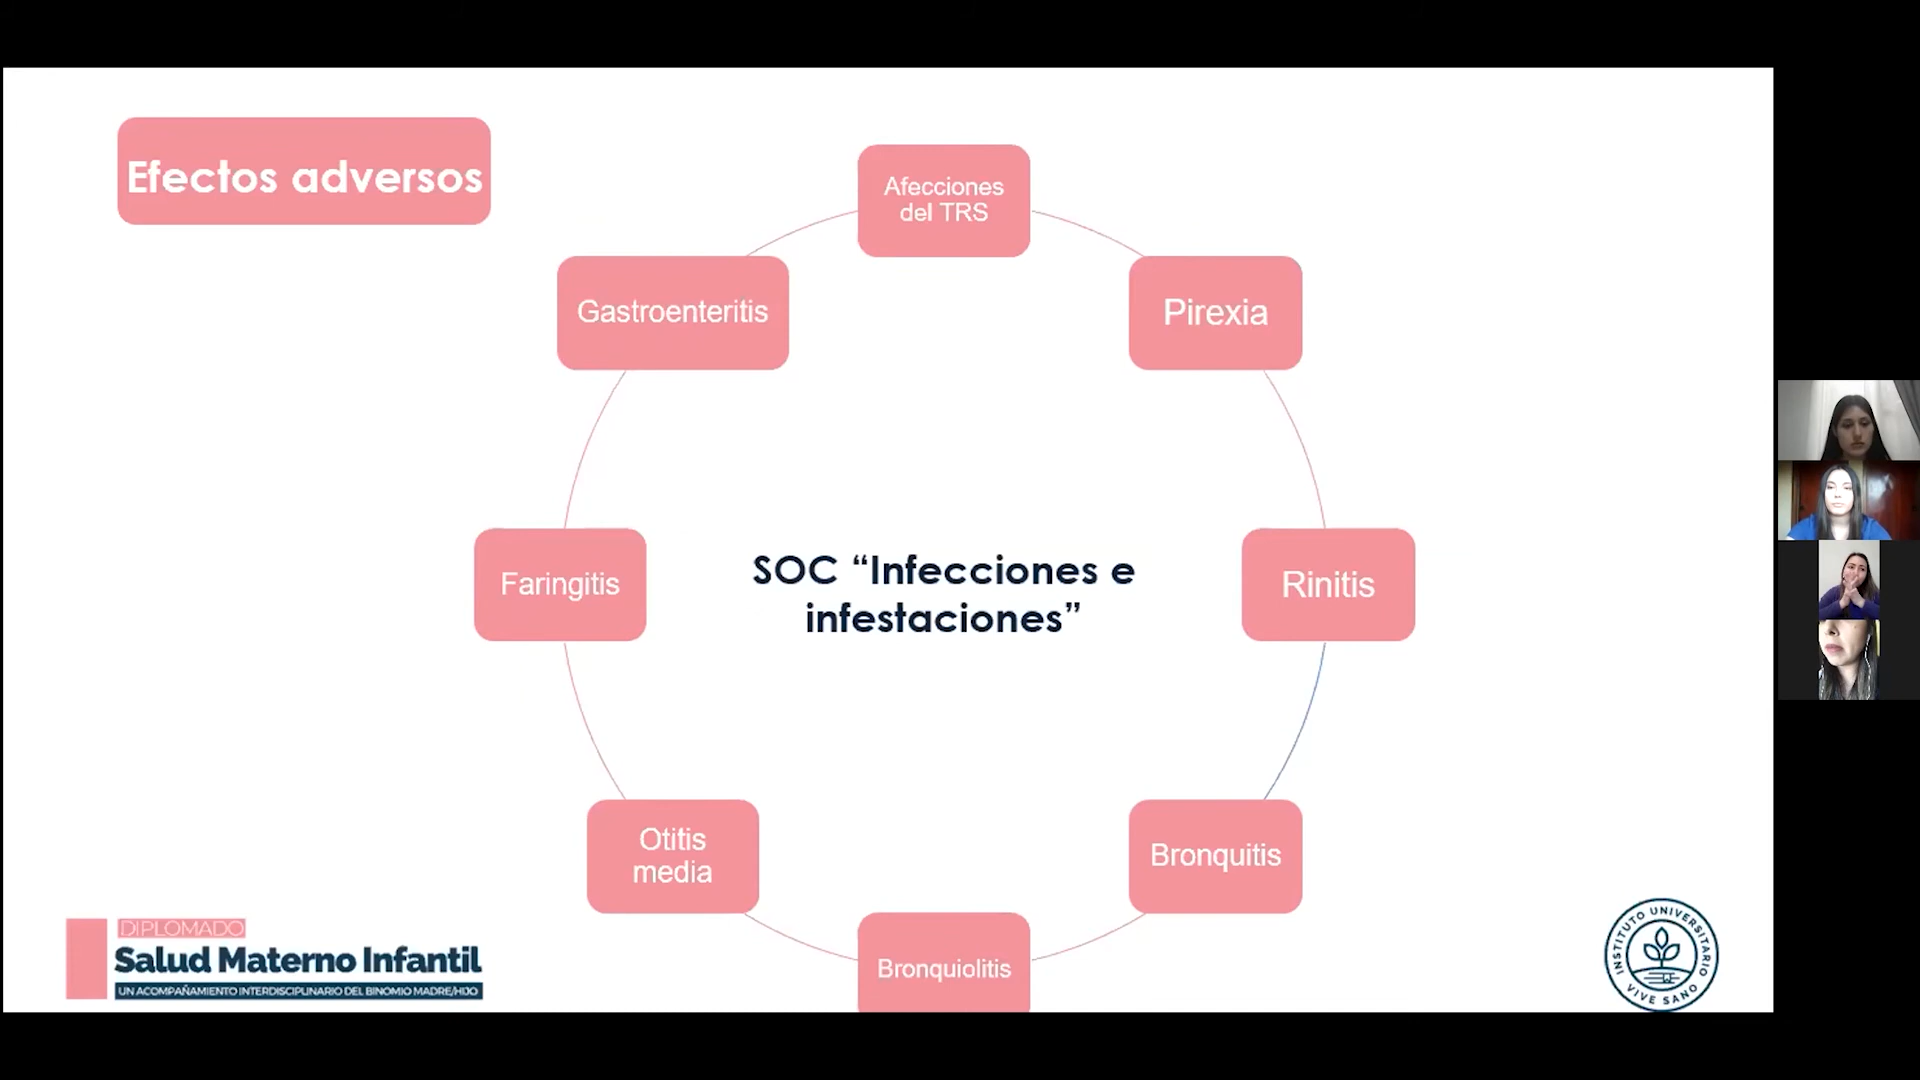 Efectos adversos
Afecciones
del TRS
Gastroenteritis
Pirexia
Faringitis
SOC “Infecciones e
infestaciones”
Rinitis
Otitis
media
Bronquitis
Bronquiolitis
DIPLOMADO
Salud Materno Infantil
UN ACOMPAÑAMIENTO INTERDISCIPLINARIO DEL BINOMIO MADRE/HIJO
INSTITUTO UNIVERSITARIO
VIVE SANO